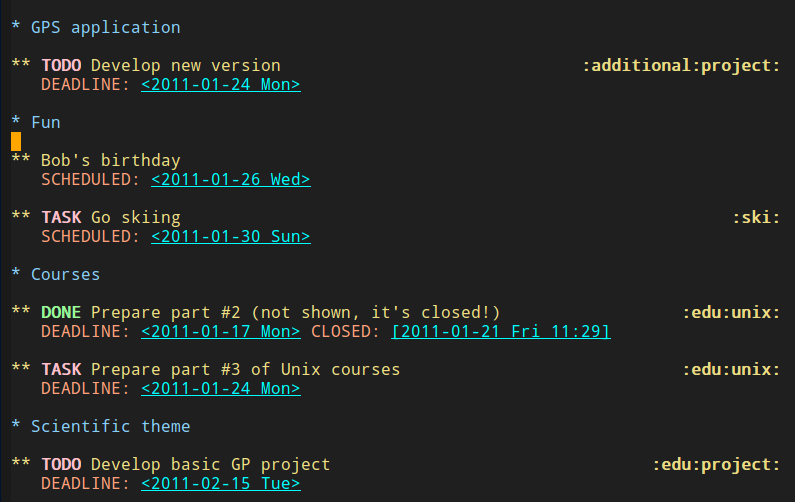 * GPS application
** TODO Develop new version :additional:project:
DEADLINE: <2011-01-24 Mon>
* Fun
** Bob's birthday
SCHEDULED: <2011-01-26 Wed>
** TASK Go skiing :ski:
SCHEDULED: <2011-01-30 Sun>
* Courses
** DONE Prepare part #2 (not shown, it's closed!) :edu:unix:
DEADLINE: <2011-01-17 Mon> CLOSED: [2011-01-21 Fri 11:29]
** TASK Prepare part #3 of Unix courses :edu:unix:
DEADLINE: <2011-01-24 Mon>
* Scientific theme
** TODO Develop basic GP project :edu:project:
DEADLINE: <2011-02-15 Tue>